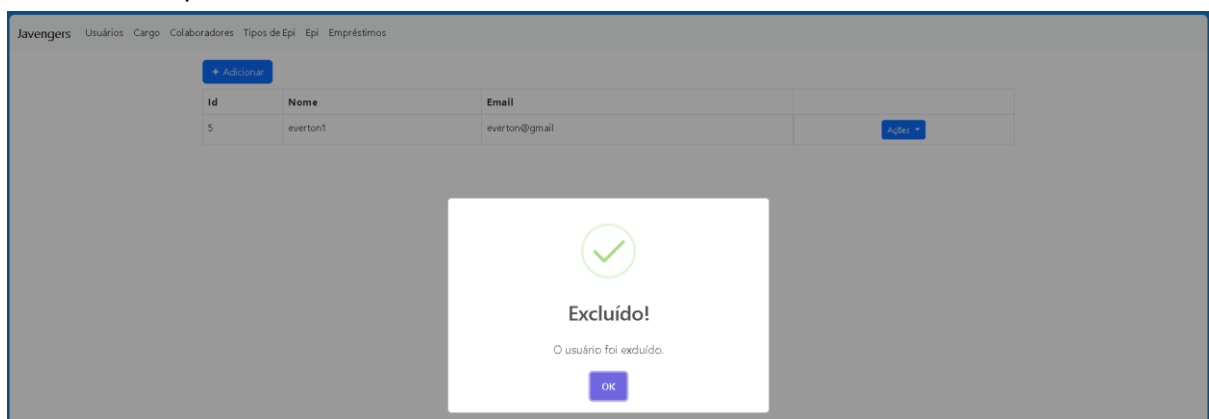 Javengers Usuários Cargo Colaboradores Tipos de Epi Epi Empréstimos
+ Adicionar
Id Nome Email
5 everton1 everton@gmail Ações
Excluído!
O usuário foi excluído.
OK